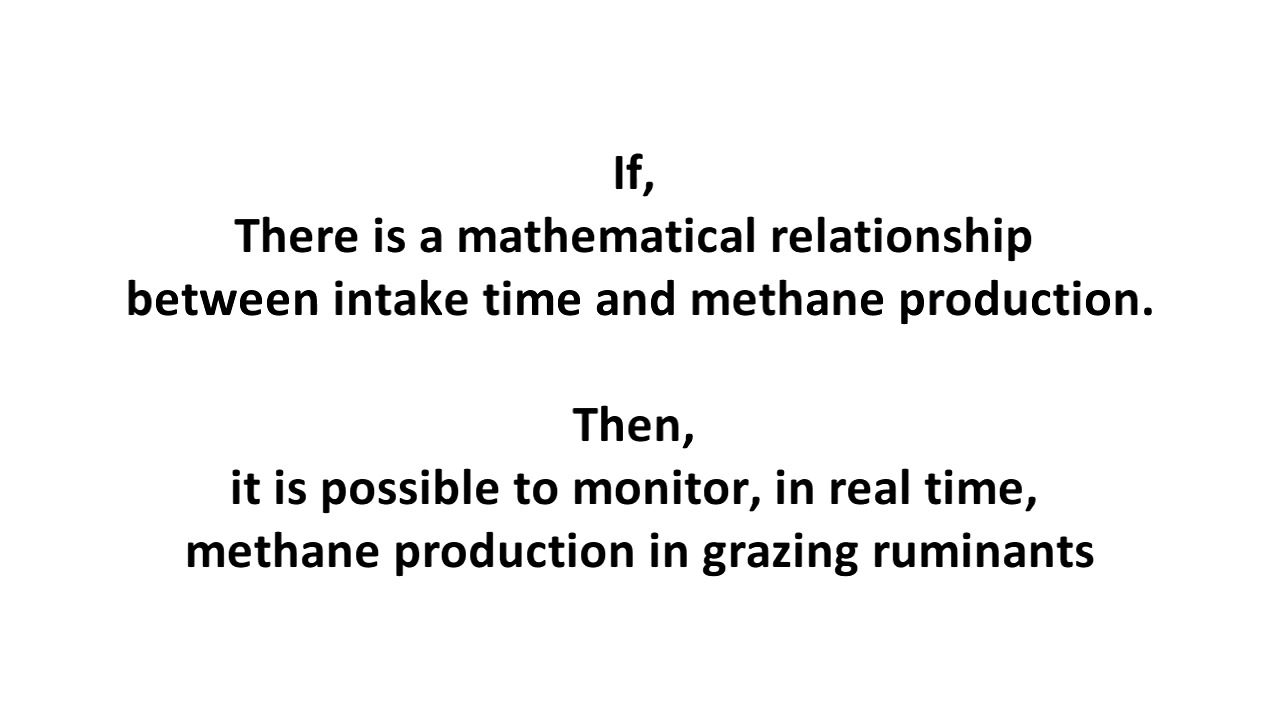 If,
There is a mathematical relationship
between intake time and methane production.
Then,
it is possible to monitor, in real time,
methane production in grazing ruminants